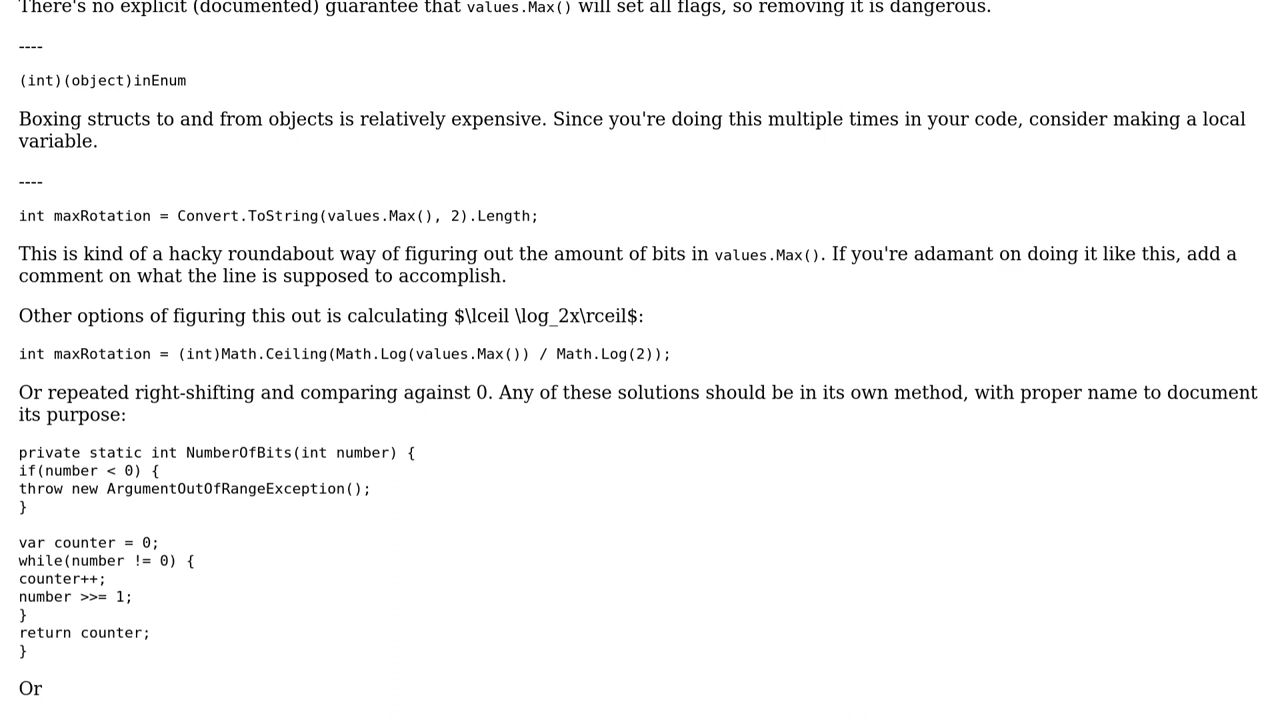 There's no explicit (documented) guarantee that values.Max() will set all flags, so removing it is dangerous.
----
(int)(object)inEnum
Boxing structs to and from objects is relatively expensive. Since you're doing this multiple times in your code, consider making a local
variable.
----
int maxRotation = Convert.ToString(values.Max(), 2).Length;
This is kind of a hacky roundabout way of figuring out the amount of bits in values.Max(). If you're adamant on doing it like this, add a
comment on what the line is supposed to accomplish.
Other options of figuring this out is calculating $\lceil \log_2x\rceil$:
int maxRotation = (int)Math.Ceiling(Math.Log(values.Max()) / Math.Log(2));
Or repeated right-shifting and comparing against 0. Any of these solutions should be in its own method, with proper name to document
its purpose:
private static int NumberOfBits(int number) {
if(number < 0) {
throw new ArgumentOutOfRangeException();
}
var counter = 0;
while(number != 0) {
counter++;
number >>= 1;
}
return counter;
}
Or